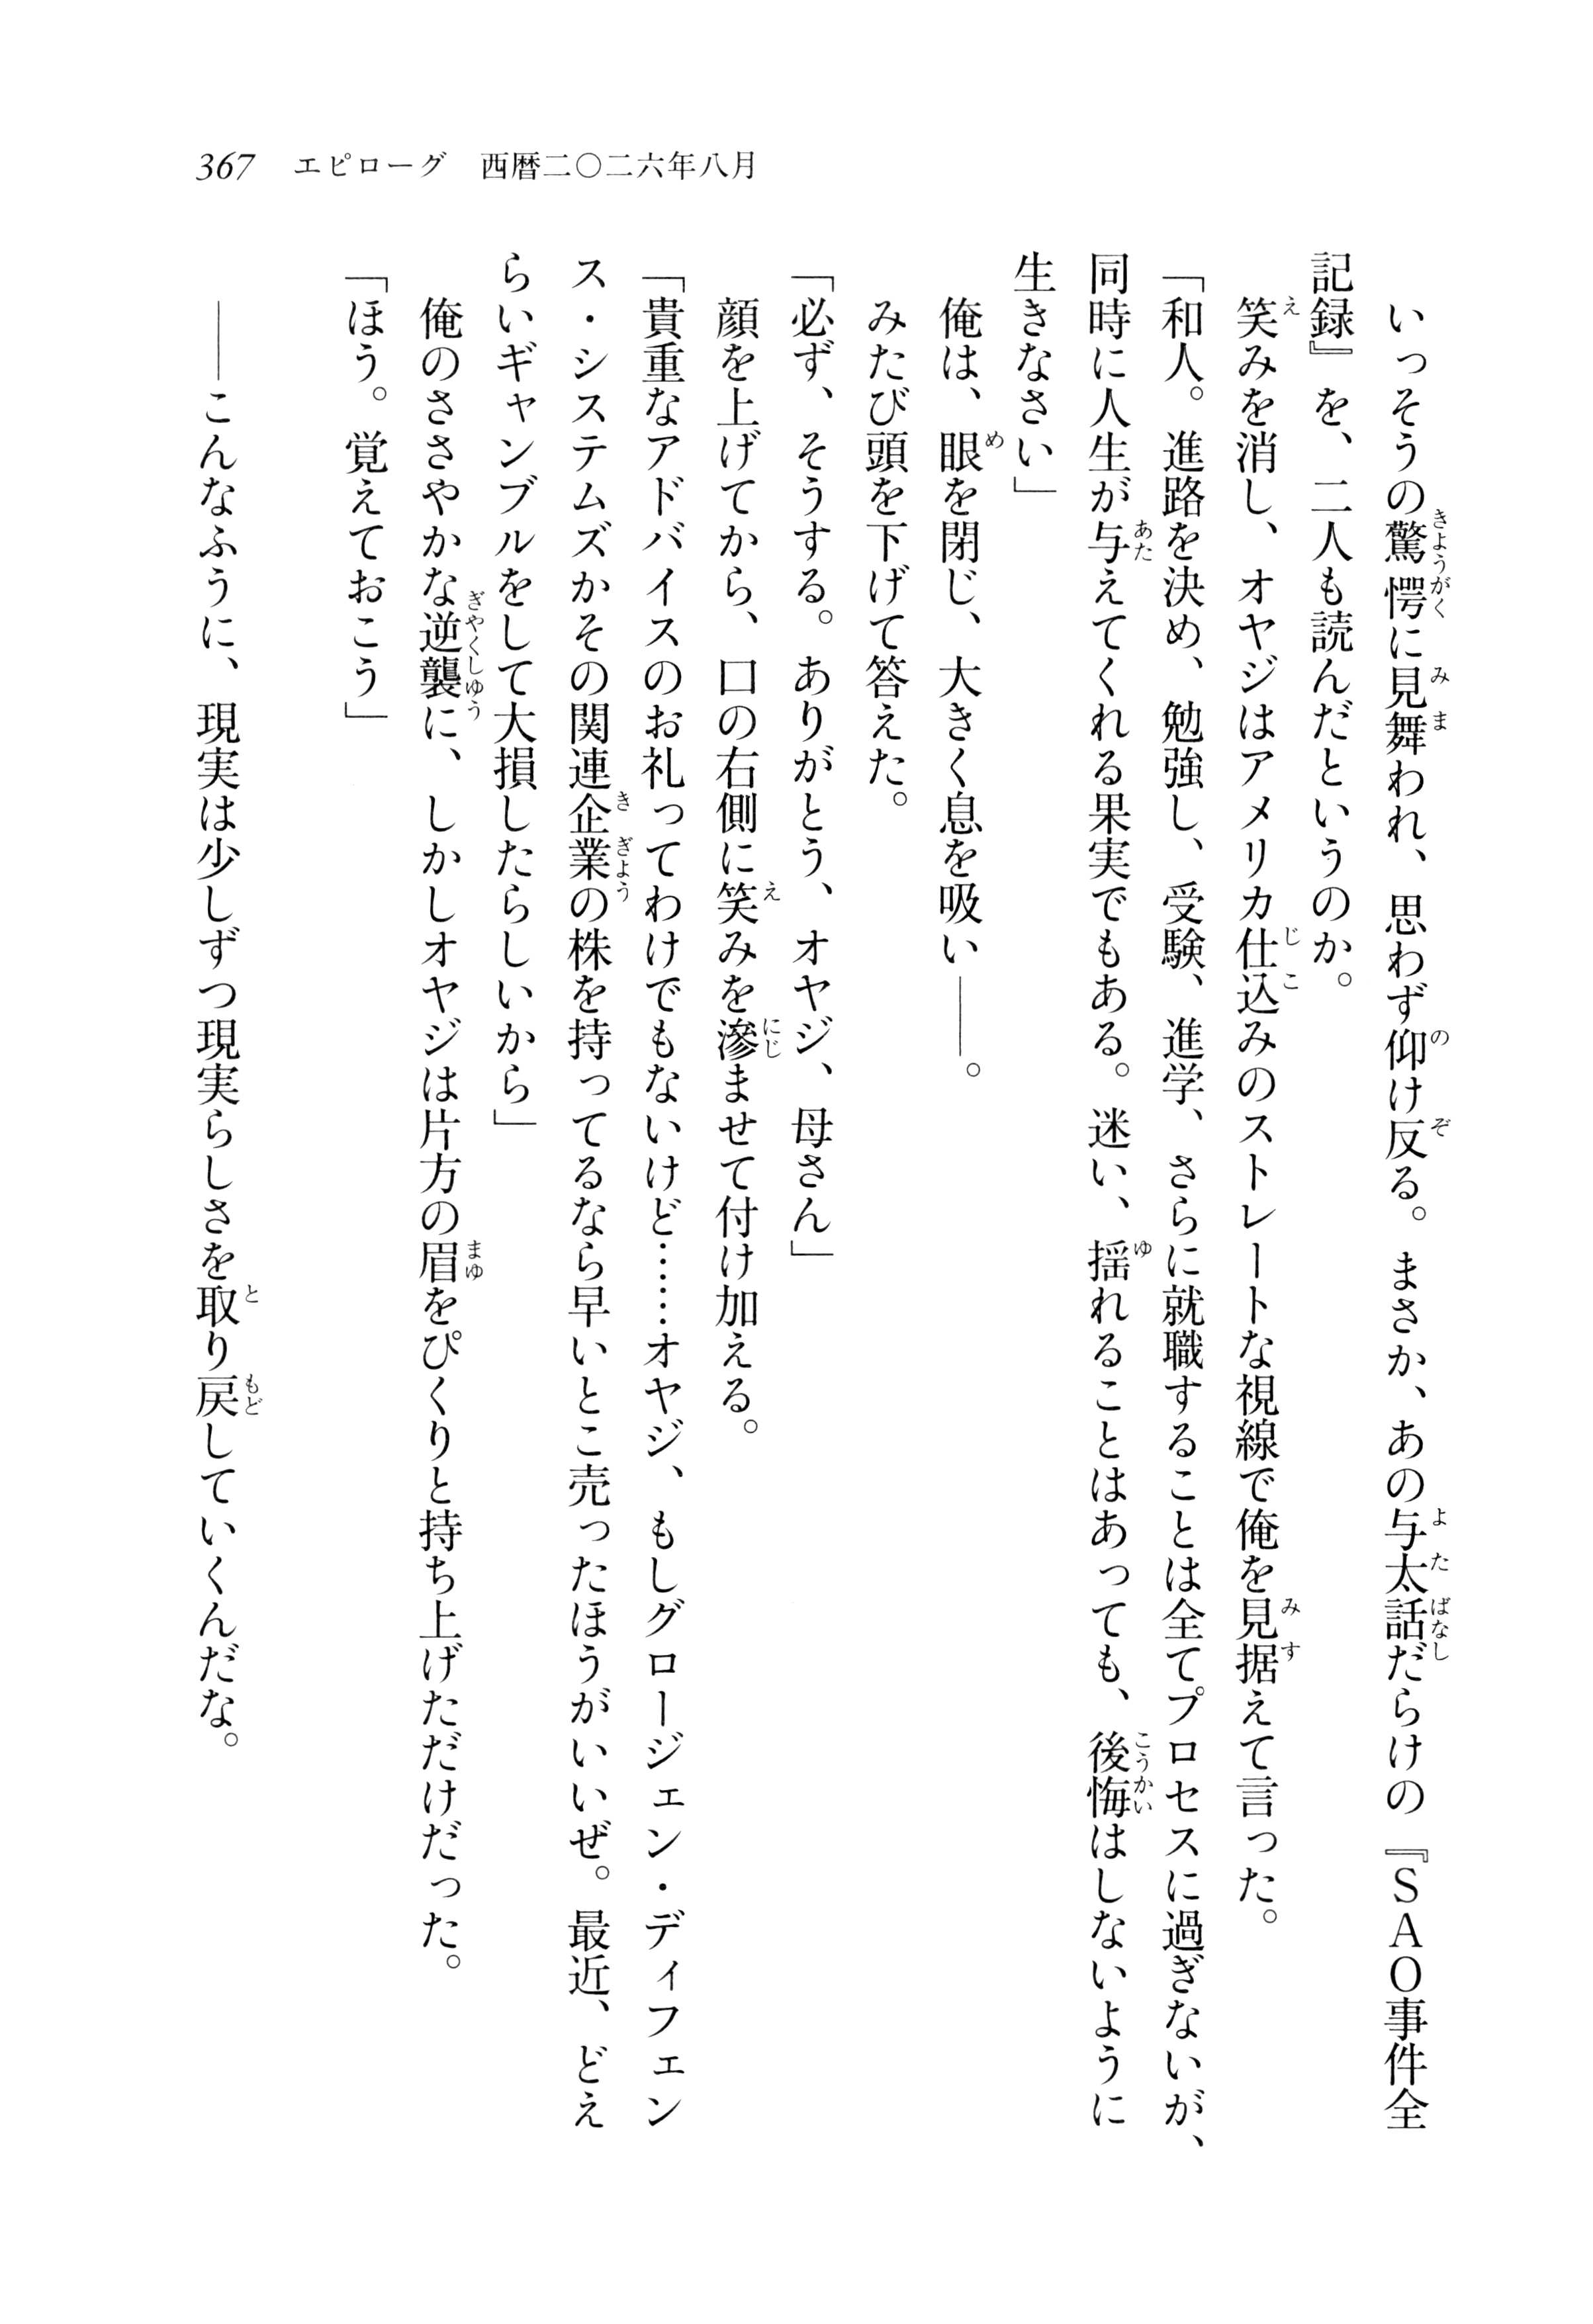 367 エピローグ 西暦二〇二六年八月
いっそうの驚愕に見舞われ、思わず仰け反る。まさか、あの与太話だらけの『ＳＡＯ事件全
記録』を、二人も読んだというのか。
笑みを消し、オヤジはアメリカ仕込みのストレートな視線で俺を見据えて言った。
「和人。進路を決め、勉強し、受験、進学、さらに就職することは全てプロセスに過ぎないが、
同時に人生が与えてくれる果実でもある。迷い、揺れることはあっても、後悔はしないように
生きなさい」
俺は、眼を閉じ、大きく息を吸い――。
みたび頭を下げて答えた。
「必ず、そうする。ありがとう、オヤジ、母さん」
顔を上げてから、口の右側に笑みを滲ませて付け加える。
「貴重なアドバイスのお礼ってわけでもないけど……オヤジ、もしグロージェン・ディフェン
ス・システムズかその関連企業の株を持ってるなら早いとこ売ったほうがいいぜ。最近、どえ
らいギャンブルをして大損したらしいから」
俺のささやかな逆襲に、しかしオヤジは片方の眉をぴくりと持ち上げただけだった。
「ほう。覚えておこう」
――こんなふうに、現実は少しずつ現実らしさを取り戻していくんだな。